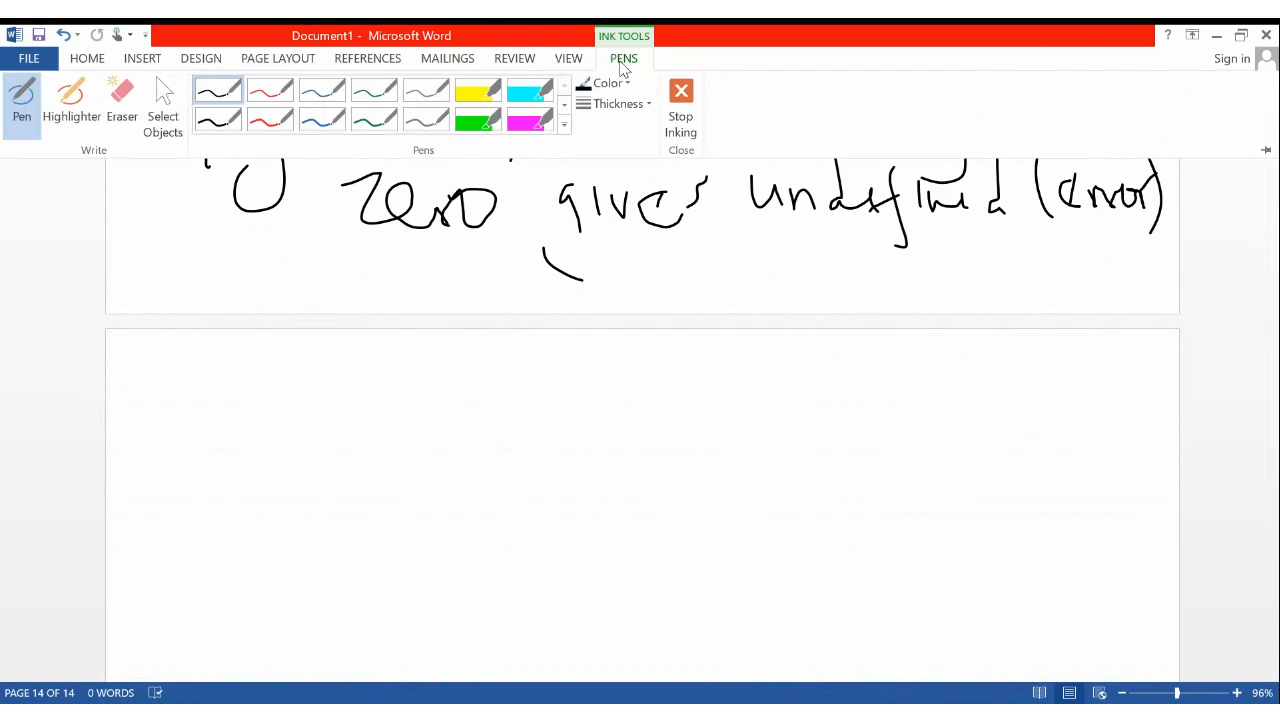 Document1 - Microsoft Word
INK TOOLS
?
FILE
HOME
INSERT
DESIGN
PAGE LAYOUT
REFERENCES
MAILINGS
REVIEW
VIEW
PENS
Sign in
Pen
Highlighter
Eraser
Select Objects
Color
Thickness
Stop Inking
Write
Pens
Close
zero gives undefined (error)
PAGE 14 OF 14
0 WORDS
96%